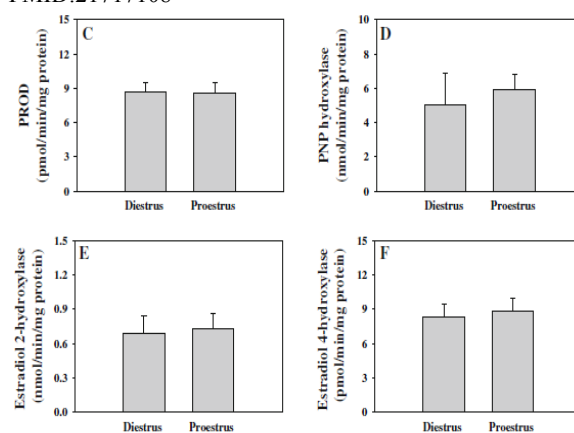 C
PROD
(pmol/min/mg protein)
15
12
9
6
3
0
Diestrus Proestrus
D
PNP hydroxylase
(nmol/min/mg protein)
10
8
6
4
2
0
Diestrus Proestrus
E
Estradiol 2-hydroxylase
(nmol/min/mg protein)
1.5
1.2
0.9
0.6
0.3
0.0
Diestrus Proestrus
F
Estradiol 4-hydroxylase
(pmol/min/mg protein)
15
12
9
6
3
0
Diestrus Proestrus